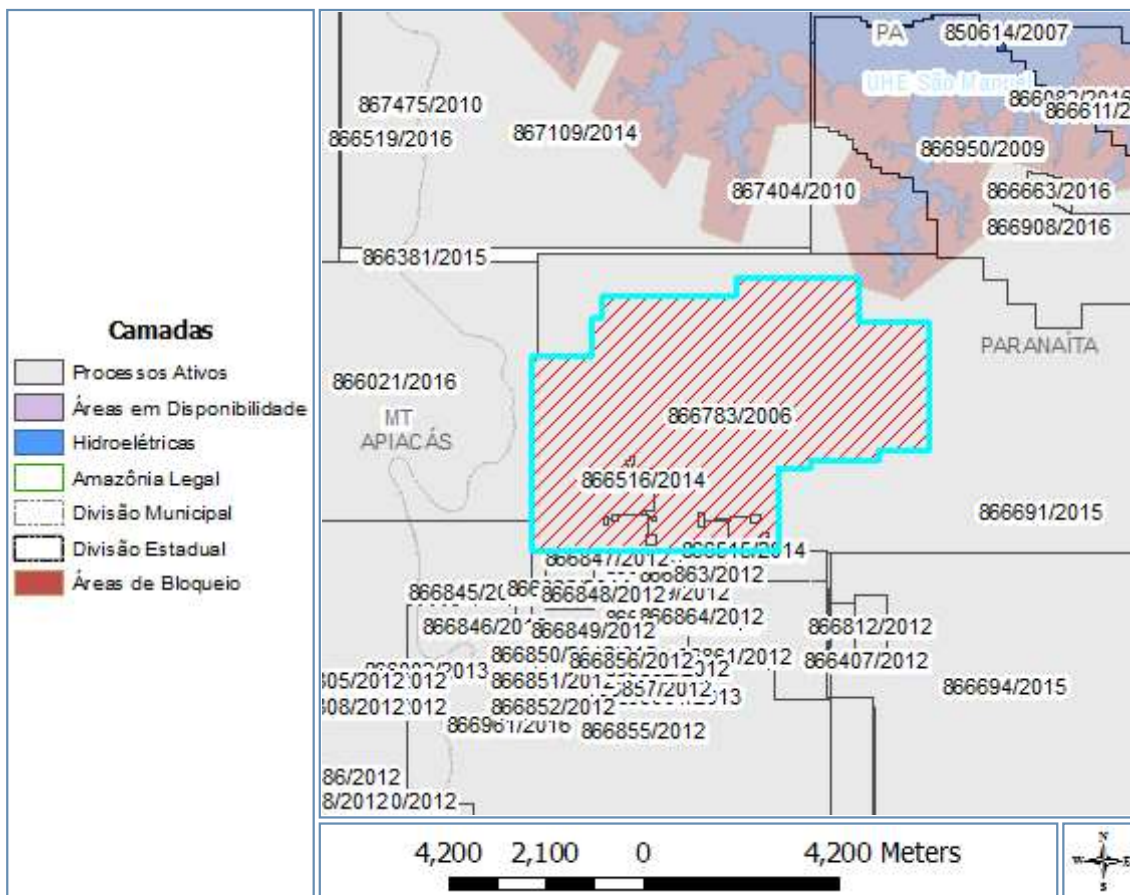 Camadas
Processos Ativos
Áreas em Disponibilidade
Hidroelétricas
Amazônia Legal
Divisão Municipal
Divisão Estadual
Áreas de Bloqueio
PA
850614/2007
UHE São Manuel
867475/2010
866519/2016
867109/2014
866950/2009
867404/2010
866663/2016
866908/2016
866381/2015
PARANAÍTA
866021/2016
MT
APIACÁS
866783/2006
866516/2014
866691/2015
866847/2012
866848/2012
866864/2012
866849/2012
866812/2012
866856/2012
866407/2012
866851/2012
866694/2015
866852/2012
866961/2016
866855/2012
4,200 2,100 0 4,200 Meters
N
W E
S